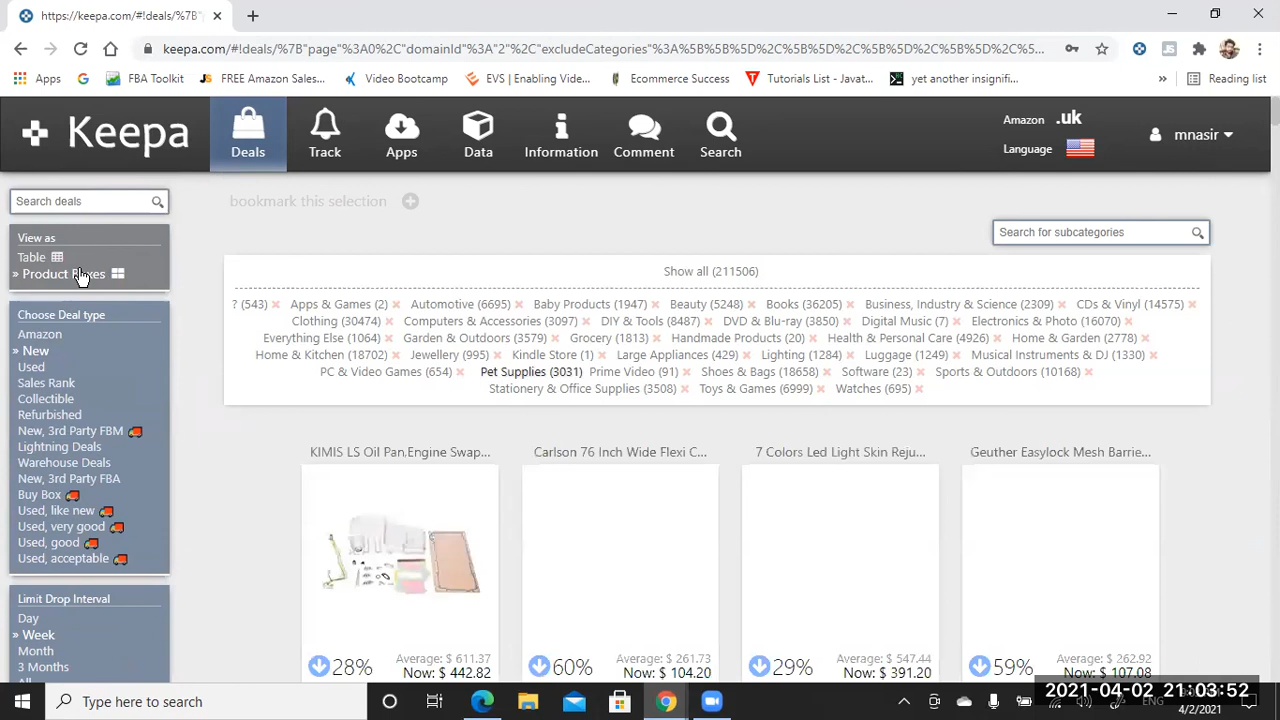 https://keepa.com/#!deals/%7B"p
keepa.com/#!deals/%7B"page"%3A0%2C"domainId"%3A"2"%2C"excludeCategories"%3A%5B%5B%5D%2C%5B%5D%2C%5B%5D%2C%5...
Apps
FBA Toolkit
FREE Amazon Sales...
Video Bootcamp
EVS | Enabling Vide...
Ecommerce Success
Tutorials List - Javat...
yet another insignifi...
»
Reading list
Keepa
Deals
Track
Apps
Data
Information
Comment
Search
Amazon .uk
Language
mnasir
Search deals
bookmark this selection
Search for subcategories
View as
Table
» Product Boxes
Show all (211506)
? (543) Apps & Games (2) Automotive (6695) Baby Products (1947) Beauty (5248) Books (36205) Business, Industry & Science (2309) CDs & Vinyl (14575)
Clothing (30474) Computers & Accessories (3097) DIY & Tools (8487) DVD & Blu-ray (3850) Digital Music (7) Electronics & Photo (16070)
Everything Else (1064) Garden & Outdoors (3579) Grocery (1813) Handmade Products (20) Health & Personal Care (4926) Home & Garden (2778)
Home & Kitchen (18702) Jewellery (995) Kindle Store (1) Large Appliances (429) Lighting (1284) Luggage (1249) Musical Instruments & DJ (1330)
PC & Video Games (654) Pet Supplies (3031) Prime Video (91) Shoes & Bags (18658) Software (23) Sports & Outdoors (10168)
Stationery & Office Supplies (3508) Toys & Games (6999) Watches (695)
Choose Deal type
Amazon
» New
Used
Sales Rank
Collectible
Refurbished
New, 3rd Party FBM
Lightning Deals
Warehouse Deals
New, 3rd Party FBA
Buy Box
Used, like new
Used, very good
Used, good
Used, acceptable
Limit Drop Interval
Day
» Week
Month
3 Months
KIMIS LS Oil Pan,Engine Swap...
Carlson 76 Inch Wide Flexi C...
7 Colors Led Light Skin Reju...
Geuther Easylock Mesh Barrie...
28% Average: $ 611.37
Now: $ 442.82
60% Average: $ 261.73
Now: $ 104.20
29% Average: $ 547.44
Now: $ 391.20
59% Average: $ 262.92
Now: $ 107.08
Type here to search
ENG
4/2/2021
2021-04-02 21:03:52